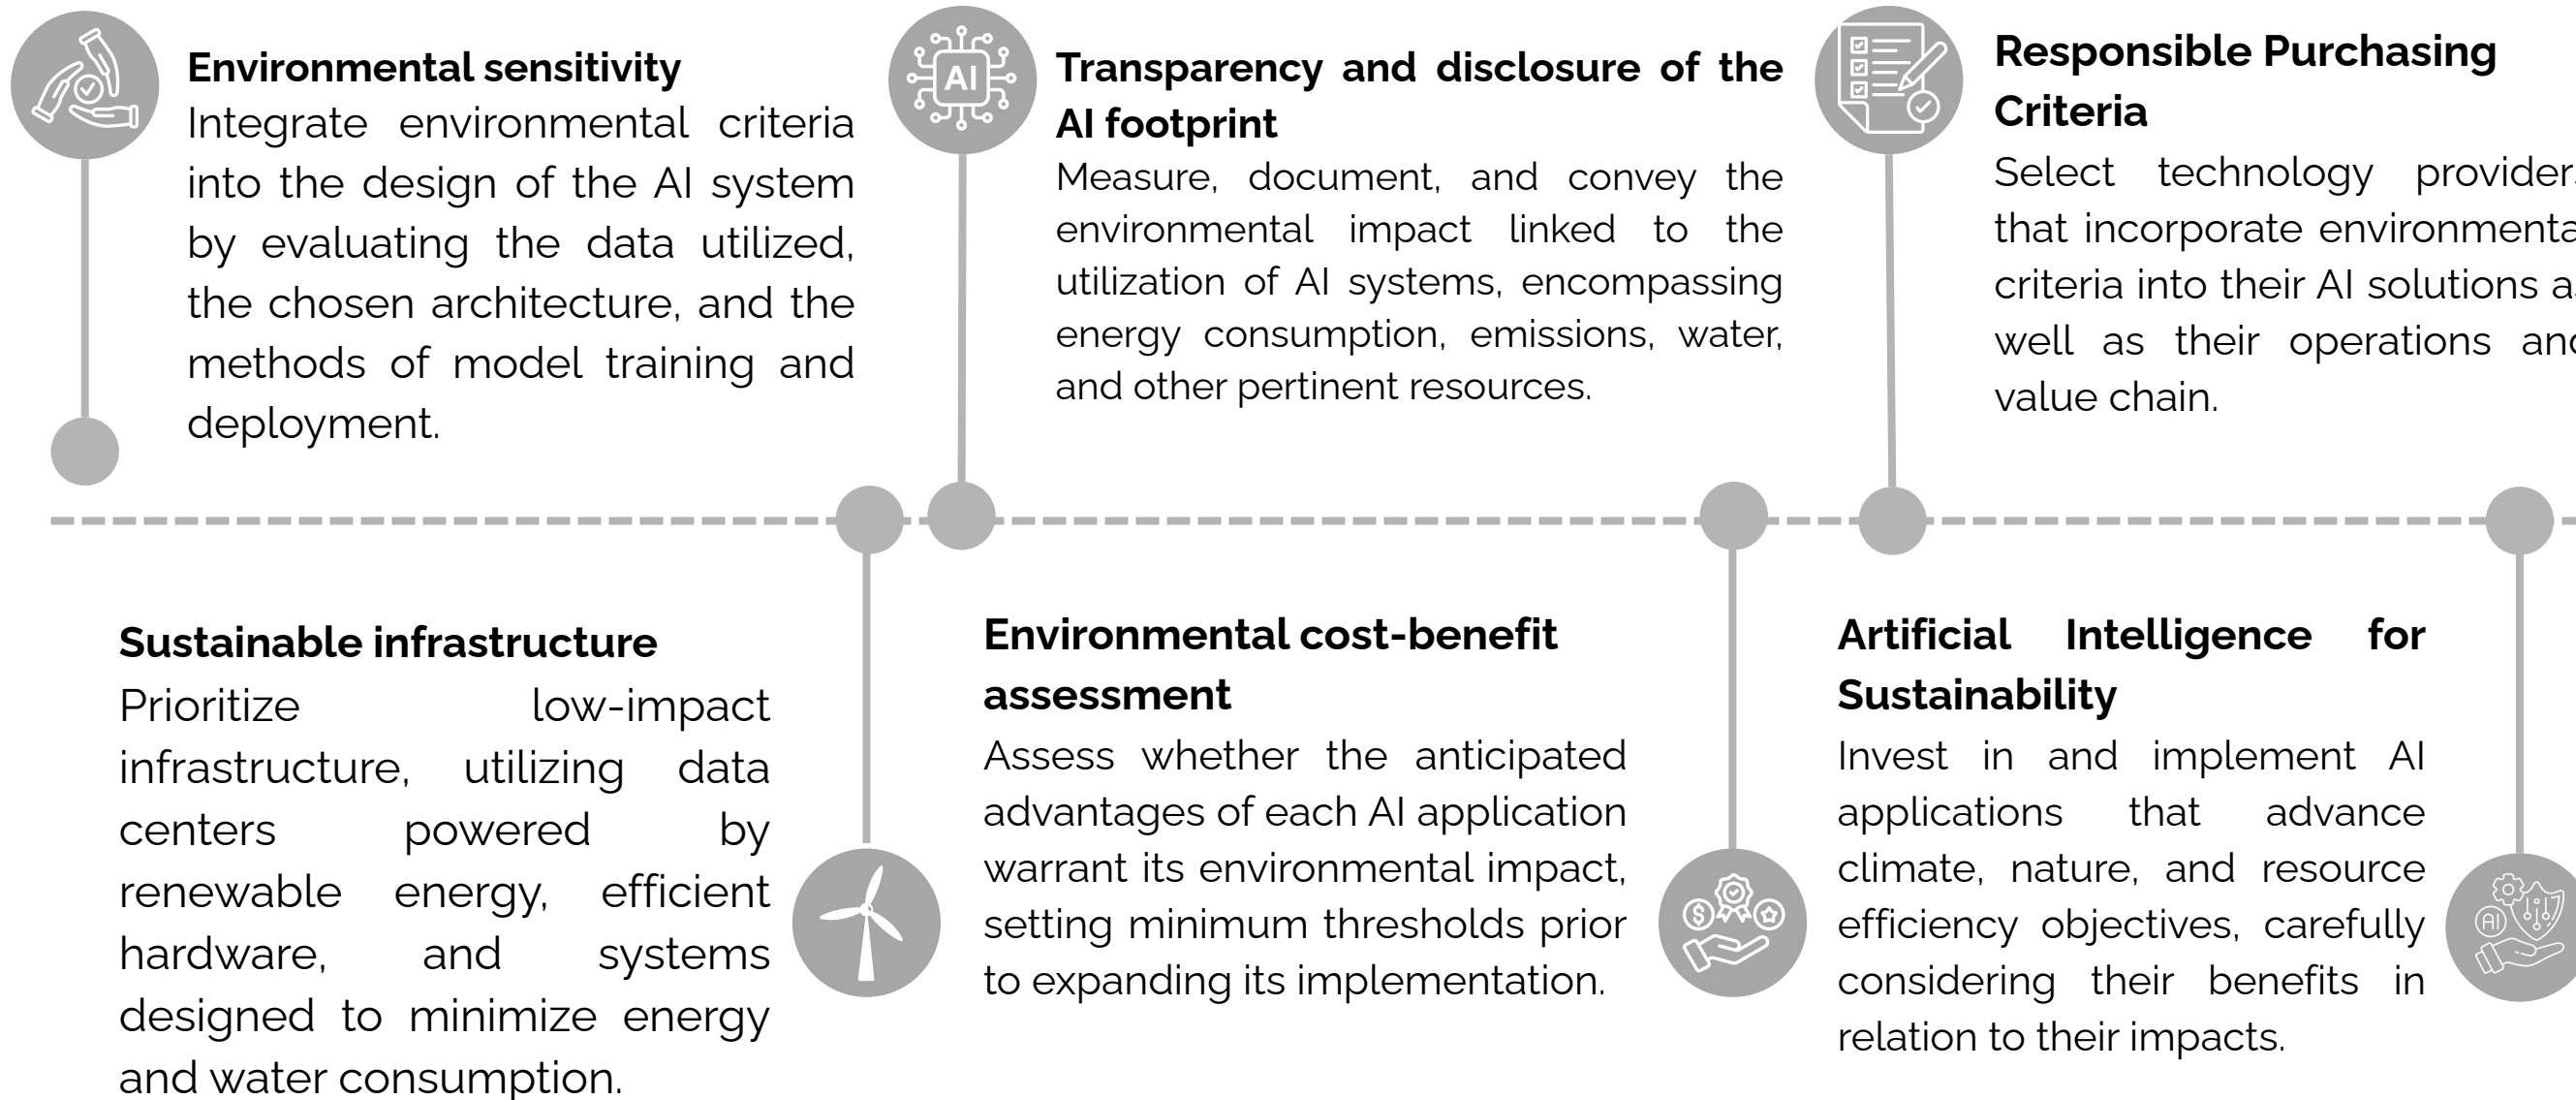 Environmental sensitivity
Integrate environmental criteria
into the design of the AI system
by evaluating the data utilized,
the chosen architecture, and the
methods of model training and
deployment.
AI
Transparency and disclosure of the
AI footprint
Measure, document, and convey the
environmental impact linked to the
utilization of AI systems, encompassing
energy consumption, emissions, water,
and other pertinent resources.
Responsible Purchasing
Criteria
Select technology providers
that incorporate environmental
criteria into their AI solutions as
well as their operations and
value chain.
Sustainable infrastructure
Prioritize low-impact
infrastructure, utilizing data
centers powered by
renewable energy, efficient
hardware, and systems
designed to minimize energy
and water consumption.
Environmental cost-benefit
assessment
Assess whether the anticipated
advantages of each AI application
warrant its environmental impact,
setting minimum thresholds prior
to expanding its implementation.
$
Artificial Intelligence for
Sustainability
Invest in and implement AI
applications that advance
climate, nature, and resource
efficiency objectives, carefully
considering their benefits in
relation to their impacts.
AI